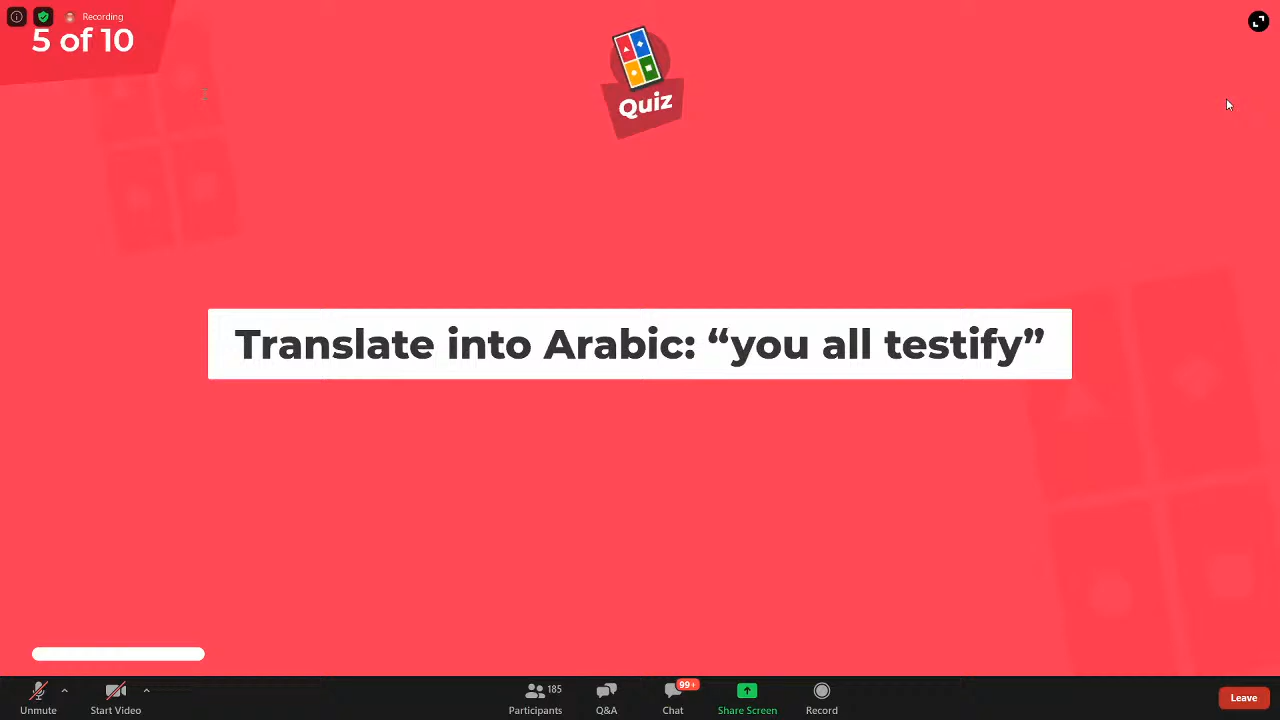 Recording
5 of 10
Quiz
Translate into Arabic: “you all testify”
185
99+
Unmute
Start Video
Participants
Q&A
Chat
Share Screen
Record
Leave